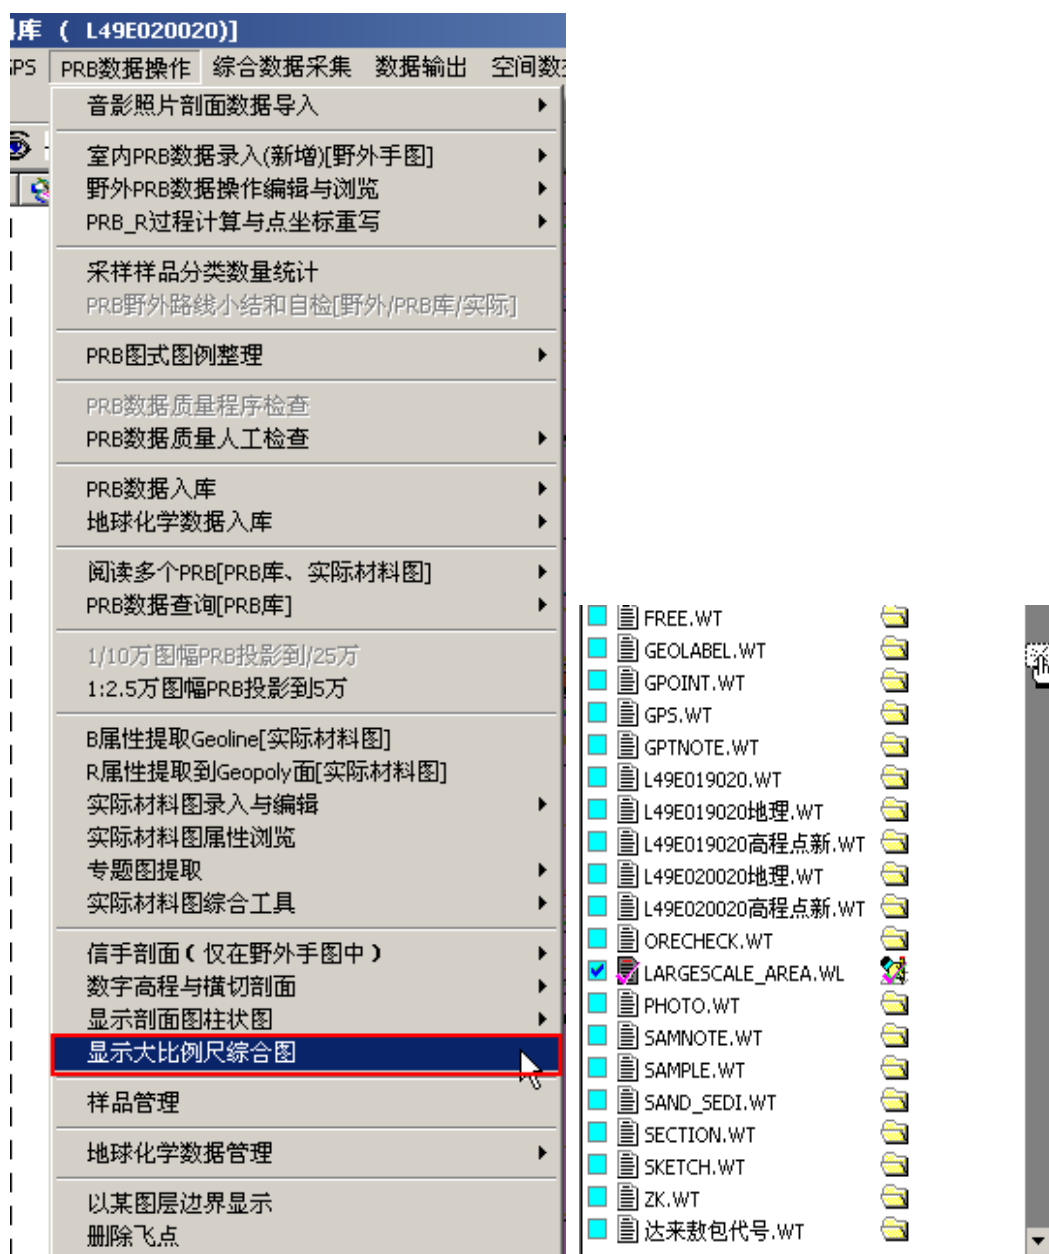 库 ( L49E020020)]
GPS PRB数据操作 综合数据采集 数据输出 空间数
音影照片剖面数据导入
室内PRB数据录入(新增)[野外手图]
野外PRB数据操作编辑与浏览
PRB_R过程计算与点坐标重写
采样样品分类数量统计
PRB野外路线小结和自检[野外/PRB库/实际]
PRB图式图例整理
PRB数据质量程序检查
PRB数据质量人工检查
PRB数据入库
地球化学数据入库
阅读多个PRB[PRB库、实际材料图]
PRB数据查询[PRB库]
1/10万图幅PRB投影到/25万
1:2.5万图幅PRB投影到5万
B属性提取Geoline[实际材料图]
R属性提取到Geopoly面[实际材料图]
实际材料图录入与编辑
实际材料图属性浏览
专题图提取
实际材料图综合工具
信手剖面(仅在野外手图中)
数字高程与横切剖面
显示剖面图柱状图
显示大比例尺综合图
样品管理
地球化学数据管理
以某图层边界显示
删除飞点
FREE.WT
GEOLABEL.WT
GPOINT.WT
GPS.WT
GPTNOTE.WT
L49E019020.WT
L49E019020地理.WT
L49E019020高程点新.WT
L49E020020地理.WT
L49E020020高程点新.WT
ORECHECK.WT
LARGESCALE_AREA.WL
PHOTO.WT
SAMNOTE.WT
SAMPLE.WT
SAND_SEDI.WT
SECTION.WT
SKETCH.WT
ZK.WT
达来敖包代号.WT